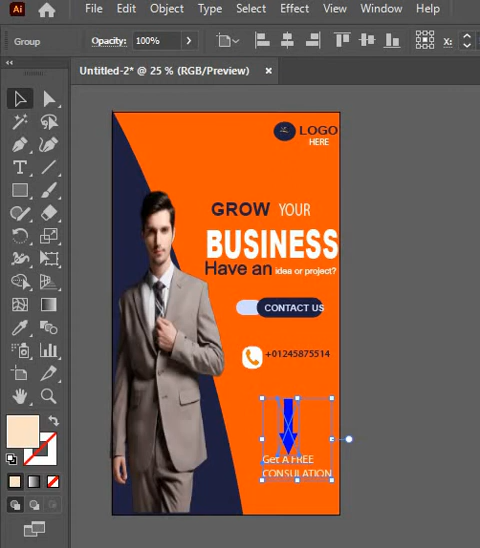 Ai File Edit Object Type Select Effect View Window Help
Group Opacity: 100% X:
Untitled-2* @ 25 % (RGB/Preview) ×
LOGO
HERE
GROW YOUR
BUSINESS
Have an idea or project?
CONTACT US
+01245875514
Get A FREE
CONSULATION